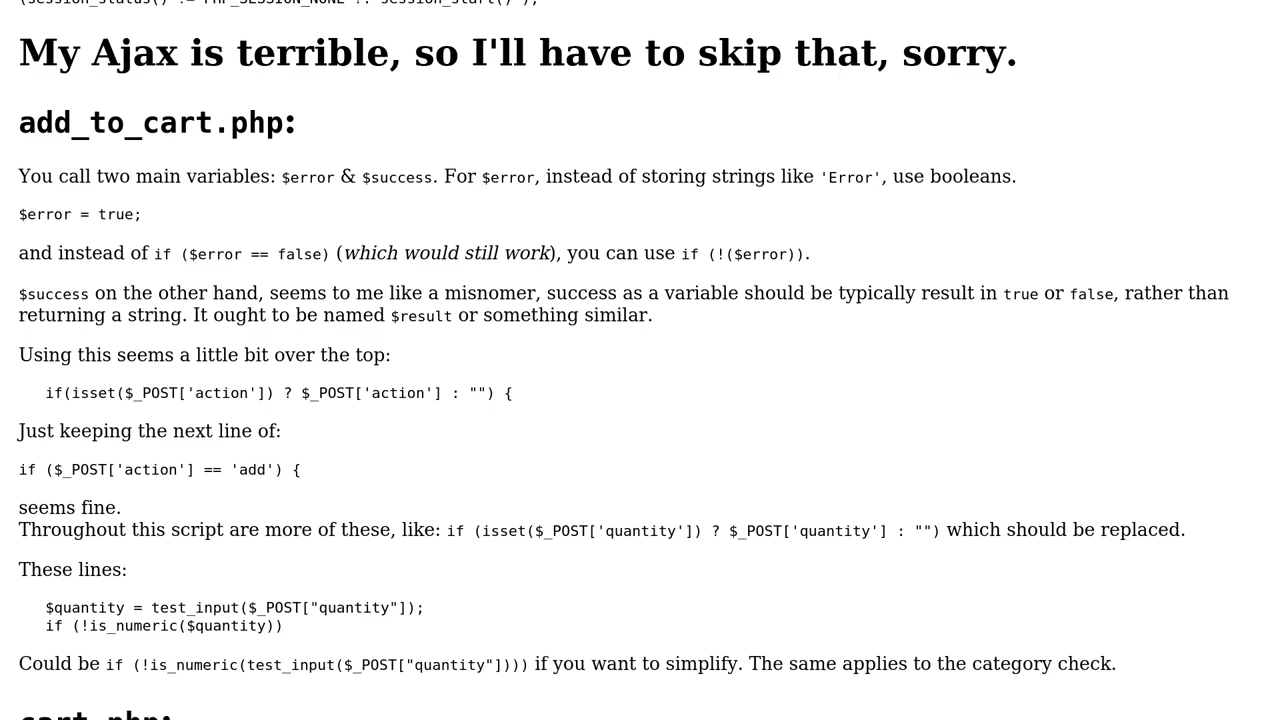 (session_status() != PHP_SESSION_NONE ?: session_start() );
My Ajax is terrible, so I'll have to skip that, sorry.
add_to_cart.php:
You call two main variables: $error & $success. For $error, instead of storing strings like 'Error', use booleans.
$error = true;
and instead of if ($error == false) (which would still work), you can use if (!($error)).
$success on the other hand, seems to me like a misnomer, success as a variable should be typically result in true or false, rather than
returning a string. It ought to be named $result or something similar.
Using this seems a little bit over the top:
if(isset($_POST['action']) ? $_POST['action'] : "") {
Just keeping the next line of:
if ($_POST['action'] == 'add') {
seems fine.
Throughout this script are more of these, like: if (isset($_POST['quantity']) ? $_POST['quantity'] : "") which should be replaced.
These lines:
$quantity = test_input($_POST["quantity"]);
if (!is_numeric($quantity))
Could be if (!is_numeric(test_input($_POST["quantity"]))) if you want to simplify. The same applies to the category check.
cart.php: